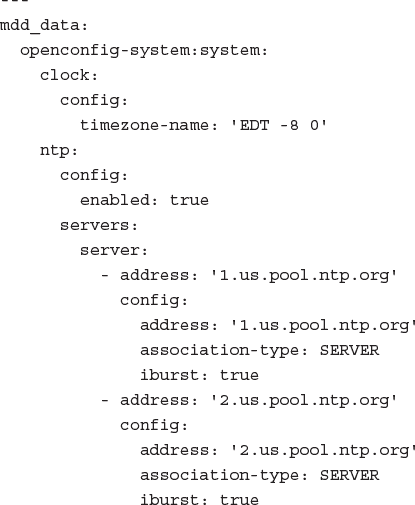 ---
mdd_data:
  openconfig-system:system:
    clock:
      config:
        timezone-name: 'EDT -8 0'
    ntp:
      config:
        enabled: true
      servers:
        server:
          - address: '1.us.pool.ntp.org'
            config:
              address: '1.us.pool.ntp.org'
              association-type: SERVER
              iburst: true
          - address: '2.us.pool.ntp.org'
            config:
              address: '2.us.pool.ntp.org'
              association-type: SERVER
              iburst: true